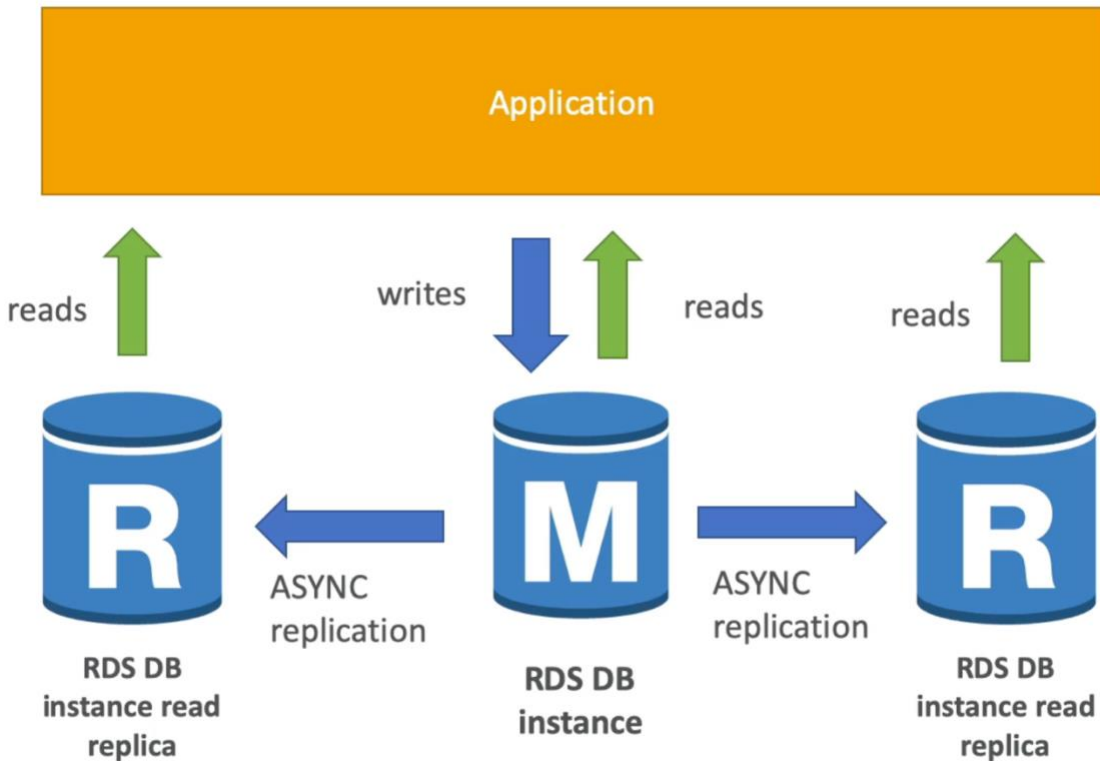 Application
reads
writes
reads
reads
R
M
R
ASYNC
replication
ASYNC
replication
RDS DB
instance read
replica
RDS DB
instance
RDS DB
instance read
replica